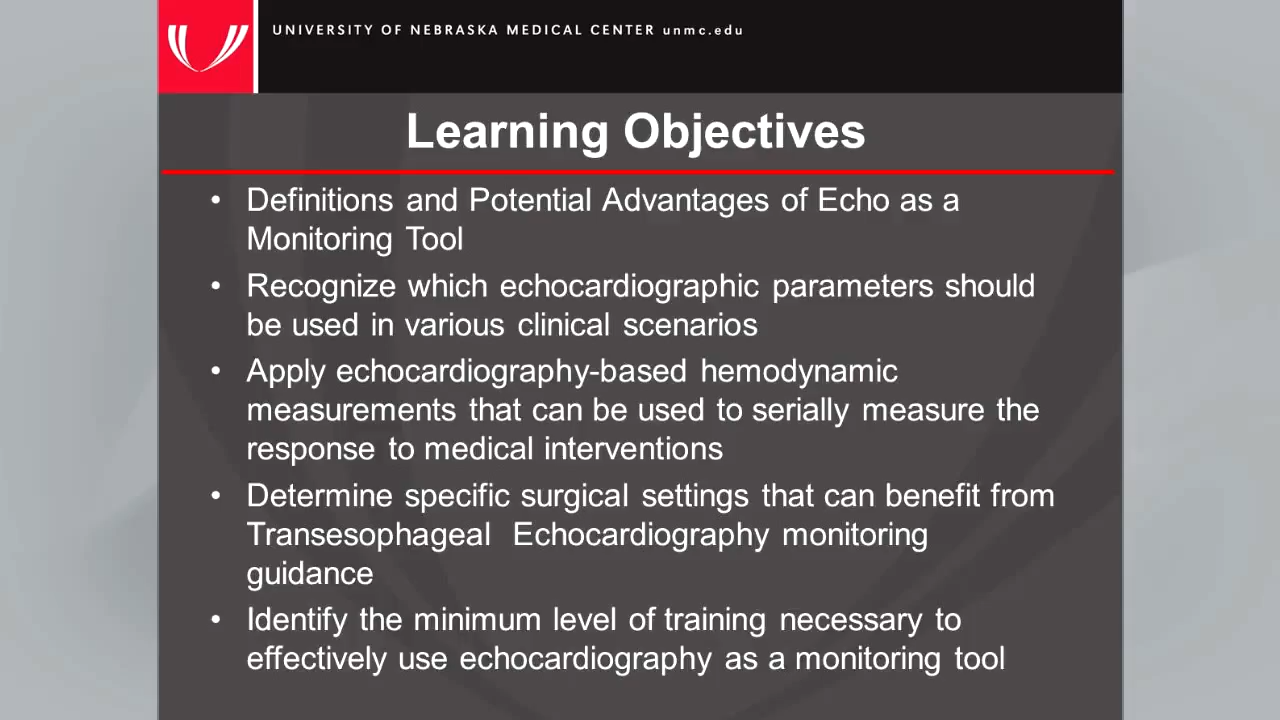 UNIVERSITY OF NEBRASKA MEDICAL CENTER unmc.edu
Learning Objectives
• Definitions and Potential Advantages of Echo as a
Monitoring Tool
• Recognize which echocardiographic parameters should
be used in various clinical scenarios
• Apply echocardiography-based hemodynamic
measurements that can be used to serially measure the
response to medical interventions
• Determine specific surgical settings that can benefit from
Transesophageal Echocardiography monitoring
guidance
• Identify the minimum level of training necessary to
effectively use echocardiography as a monitoring tool